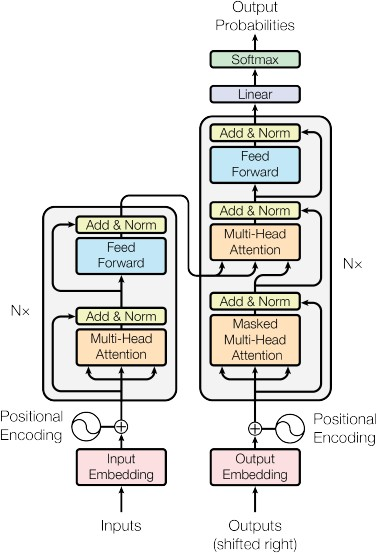 Output
Probabilities
Softmax
Linear
Add & Norm
Feed
Forward
Add & Norm
Multi-Head
Attention
Add & Norm
Masked
Multi-Head
Attention
N×
Add & Norm
Feed
Forward
Add & Norm
Multi-Head
Attention
N×
Positional
Encoding
Positional
Encoding
Input
Embedding
Output
Embedding
Inputs
Outputs
(shifted right)